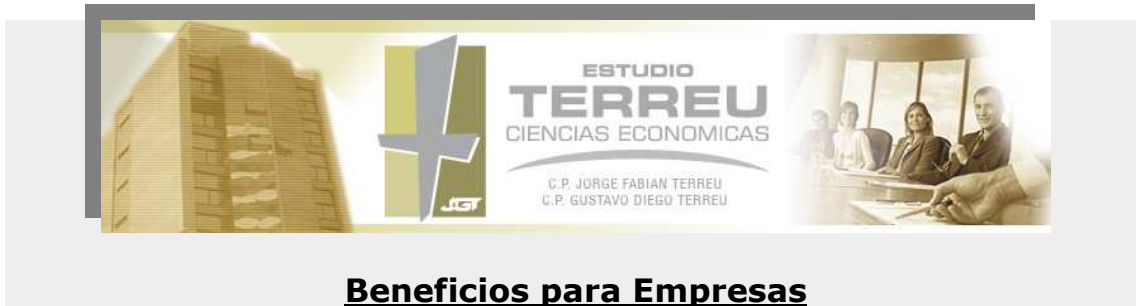 ESTUDIO
TERREU
CIENCIAS ECONOMICAS
C.P. JORGE FABIAN TERREU
C.P. GUSTAVO DIEGO TERREU
JGT
Beneficios para Empresas